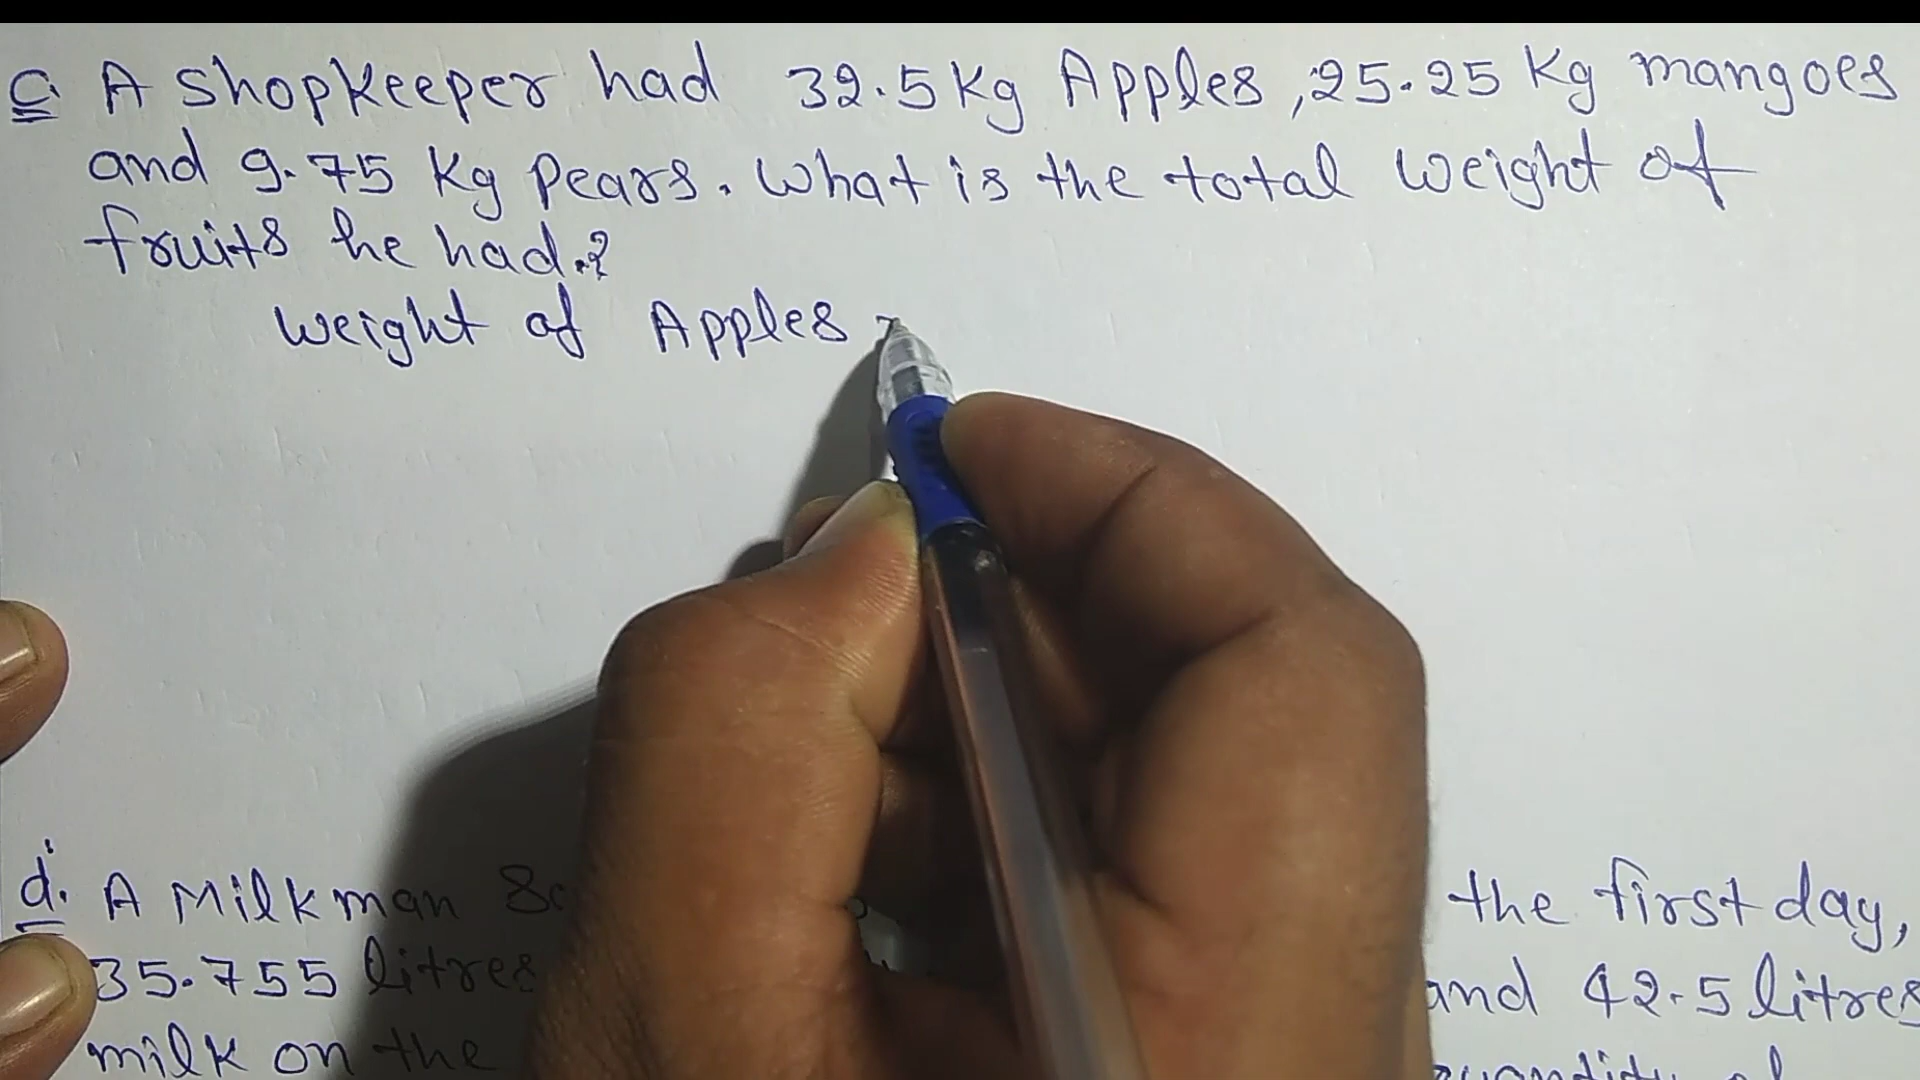 c. A shopkeeper had 32.5 kg Apples, 25.25 kg mangoes
and 9.75 kg Pears. What is the total weight of
fruits he had.?
Weight of Apples
d. A Milkman the first day,
35.755 litres and 42.5 litres
milk on the